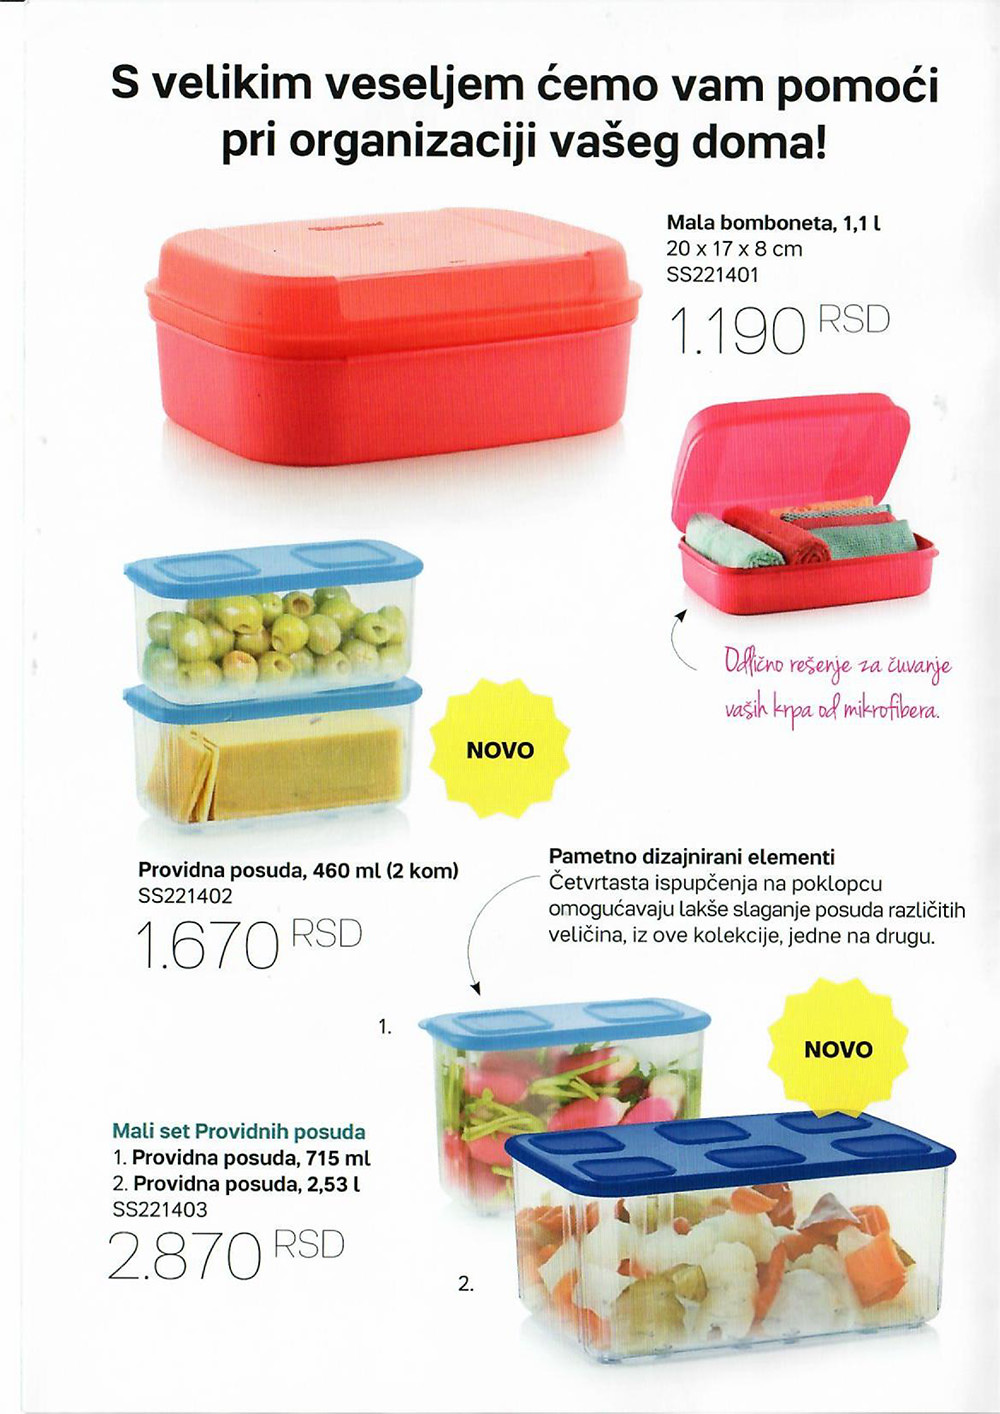 S velikim veseljem ćemo vam pomoći
pri organizaciji vašeg doma!
Mala bomboneta, 1,1 l
20 x 17 x 8 cm
SS221401
1.190 RSD
Odlično rešenje za čuvanje
vaših krpa od mikrofibera.
NOVO
Providna posuda, 460 ml (2 kom)
SS221402
1.670 RSD
Pametno dizajnirani elementi
Četvrtasta ispupčenja na poklopcu
omogućavaju lakše slaganje posuda različitih
veličina, iz ove kolekcije, jedne na drugu.
1.
NOVO
Mali set Providnih posuda
1. Providna posuda, 715 ml
2. Providna posuda, 2,53 l
SS221403
2.870 RSD
2.